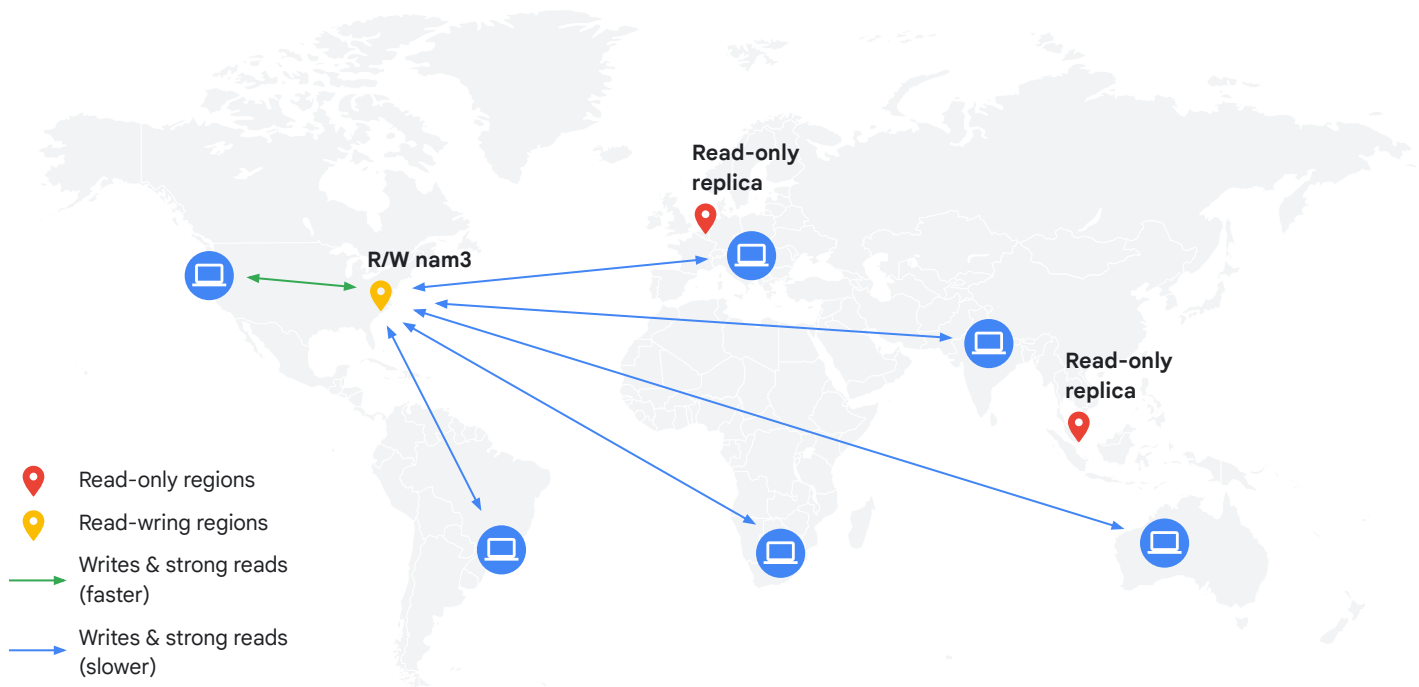 Read-only
replica
R/W nam3
Read-only
replica
Read-only regions
Read-wring regions
Writes & strong reads
(faster)
Writes & strong reads
(slower)